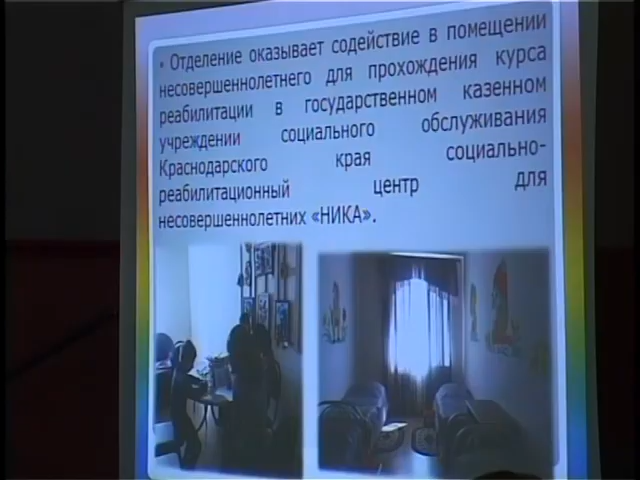 • Отделение оказывает содействие в помещении
несовершеннолетнего для прохождения курса
реабилитации в государственном казенном
учреждении социального обслуживания
Краснодарского края социально-
реабилитационный центр для
несовершеннолетних «НИКА».